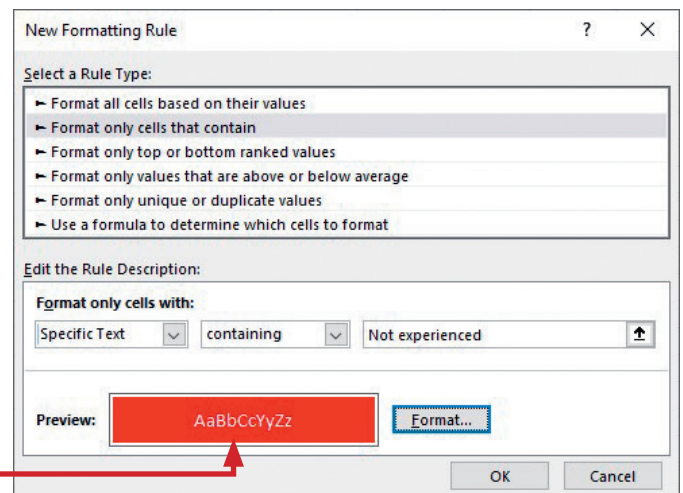 New Formatting Rule ? ×
Select a Rule Type:
► Format all cells based on their values
► Format only cells that contain
► Format only top or bottom ranked values
► Format only values that are above or below average
► Format only unique or duplicate values
► Use a formula to determine which cells to format
Edit the Rule Description:
Format only cells with:
Specific Text containing Not experienced
Preview: AaBbCcYyZz Format...
OK Cancel